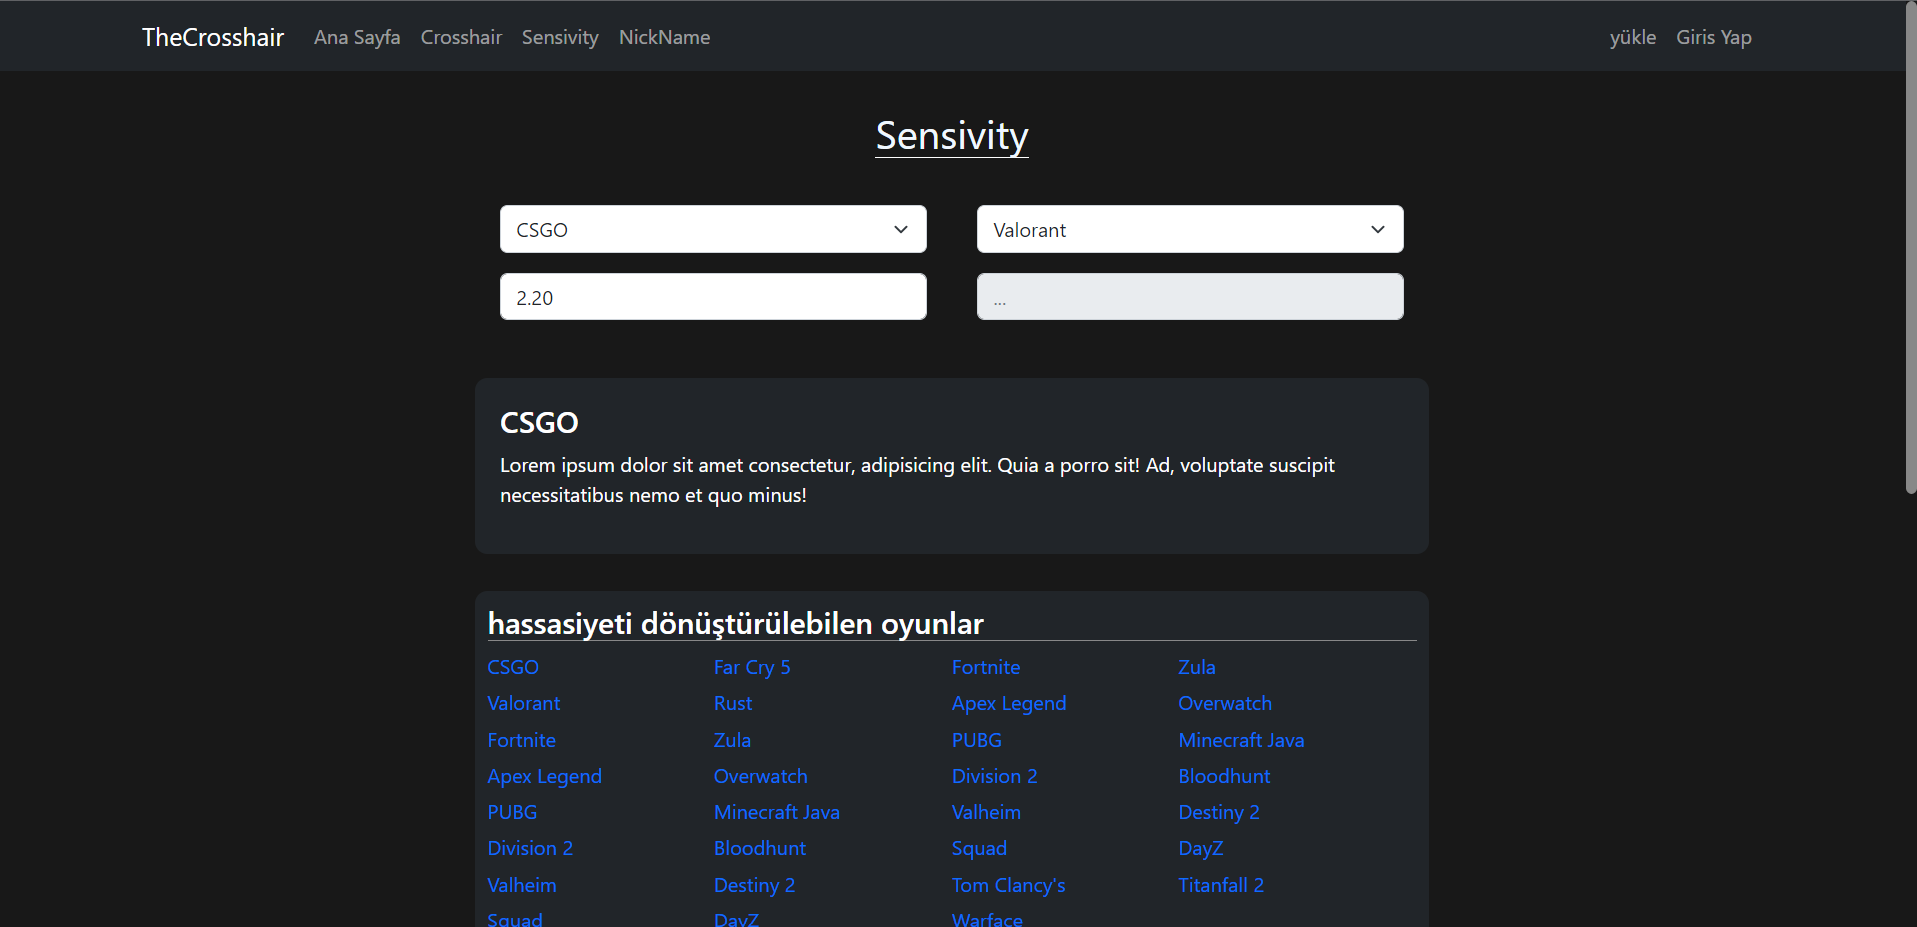 TheCrosshair Ana Sayfa Crosshair Sensivity NickName yükle Giris Yap
Sensivity
CSGO Valorant
2.20 ...
CSGO
Lorem ipsum dolor sit amet consectetur, adipisicing elit. Quia a porro sit! Ad, voluptate suscipit
necessitatibus nemo et quo minus!
hassasiyeti dönüştürülebilen oyunlar
CSGO Far Cry 5 Fortnite Zula
Valorant Rust Apex Legend Overwatch
Fortnite Zula PUBG Minecraft Java
Apex Legend Overwatch Division 2 Bloodhunt
PUBG Minecraft Java Valheim Destiny 2
Division 2 Bloodhunt Squad DayZ
Valheim Destiny 2 Tom Clancy's Titanfall 2
Squad DayZ Warface